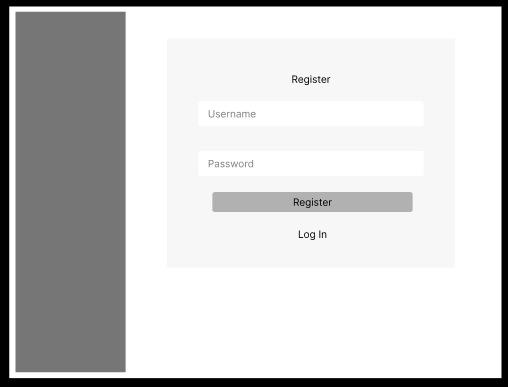 Register
Username
Password
Register
Log In